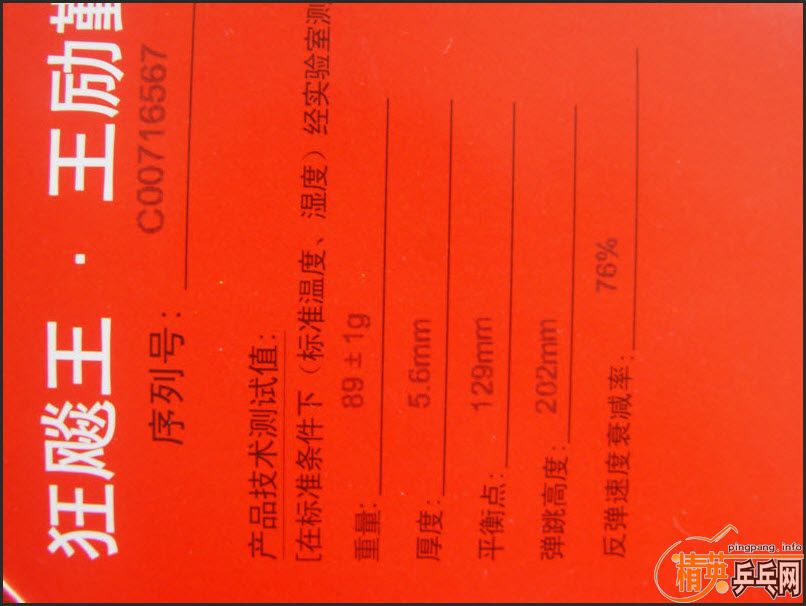 狂飚王·王励勤
序列号：C00716567
产品技术测试值：
[在标准条件下（标准温度、湿度）经实验室测
重量：89±1g
厚度：5.6mm
平衡点：129mm
弹跳高度：202mm
反弹速度衰减率：76%
pingpang.info
精英乒乓网